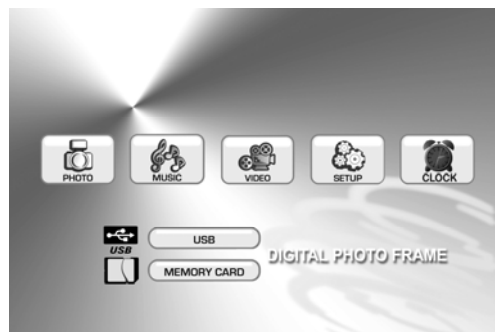 PHOTO
MUSIC
VIDEO
SETUP
CLOCK
USB
USB
DIGITAL PHOTO FRAME
MEMORY CARD